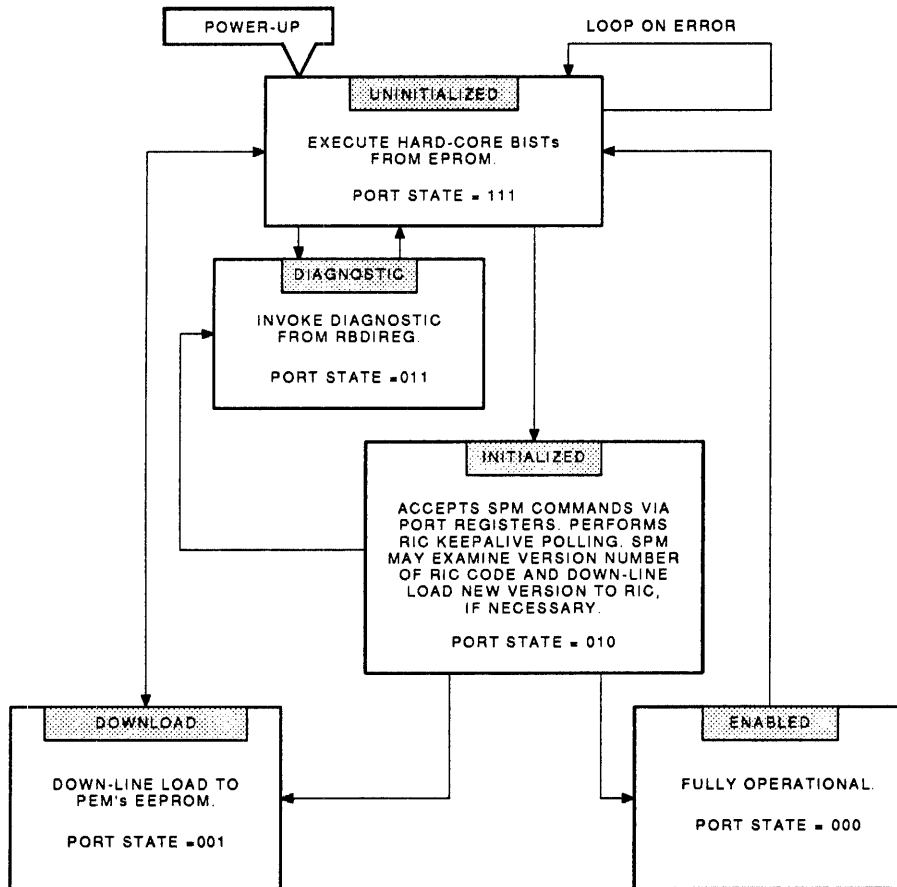 POWER-UP
LOOP ON ERROR
UNINITIALIZED
EXECUTE HARD-CORE BISTs
FROM EPROM.
PORT STATE = 111
DIAGNOSTIC
INVOKE DIAGNOSTIC
FROM RBDIREG.
PORT STATE =011
INITIALIZED
ACCEPTS SPM COMMANDS VIA
PORT REGISTERS. PERFORMS
RIC KEEPALIVE POLLING. SPM
MAY EXAMINE VERSION NUMBER
OF RIC CODE AND DOWN-LINE
LOAD NEW VERSION TO RIC,
IF NECESSARY.
PORT STATE = 010
DOWNLOAD
DOWN-LINE LOAD TO
PEM's EEPROM.
PORT STATE =001
ENABLED
FULLY OPERATIONAL.
PORT STATE = 000